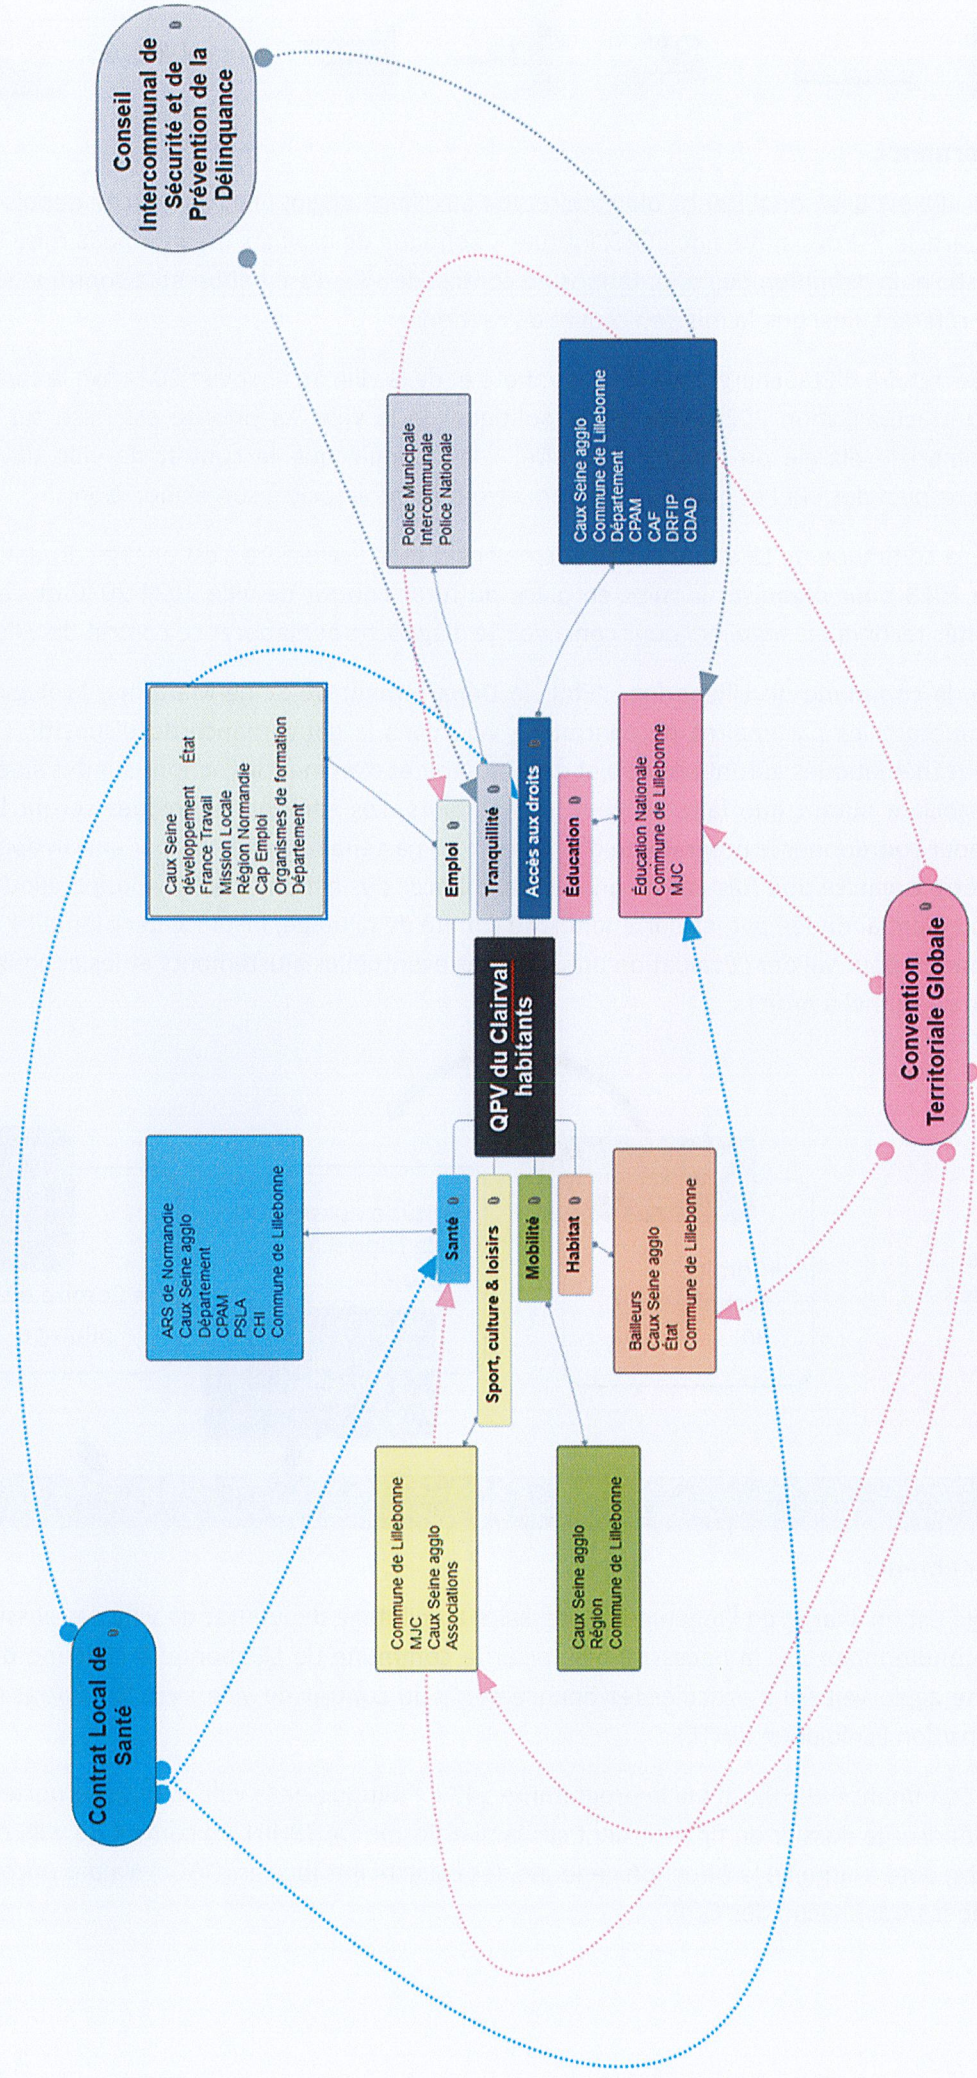 Contrat Local de
Santé
Conseil
Intercommunal de
Sécurité et de
Prévention de la
Délinquance
ARS de Normandie
Caux Seine agglo
Département
CPAM
PSLA
CHI
Commune de Lillebonne
Caux Seine
développement État
France Travail
Mission Locale
Région Normandie
Cap Emploi
Organismes de formation
Département
Commune de Lillebonne
MJC
Caux Seine agglo
Associations
Santé
Sport, culture & loisirs
Mobilité
Habitat
QPV du Clairval
habitants
Emploi
Tranquillité
Accès aux droits
Éducation
Police Municipale
Intercommunale
Police Nationale
Caux Seine agglo
Région
Commune de Lillebonne
Bailleurs
Caux Seine agglo
État
Commune de Lillebonne
Éducation Nationale
Commune de Lillebonne
MJC
Caux Seine agglo
Commune de Lillebonne
Département
CPAM
CAF
DRFIP
CDAD
Convention
Territoriale Globale